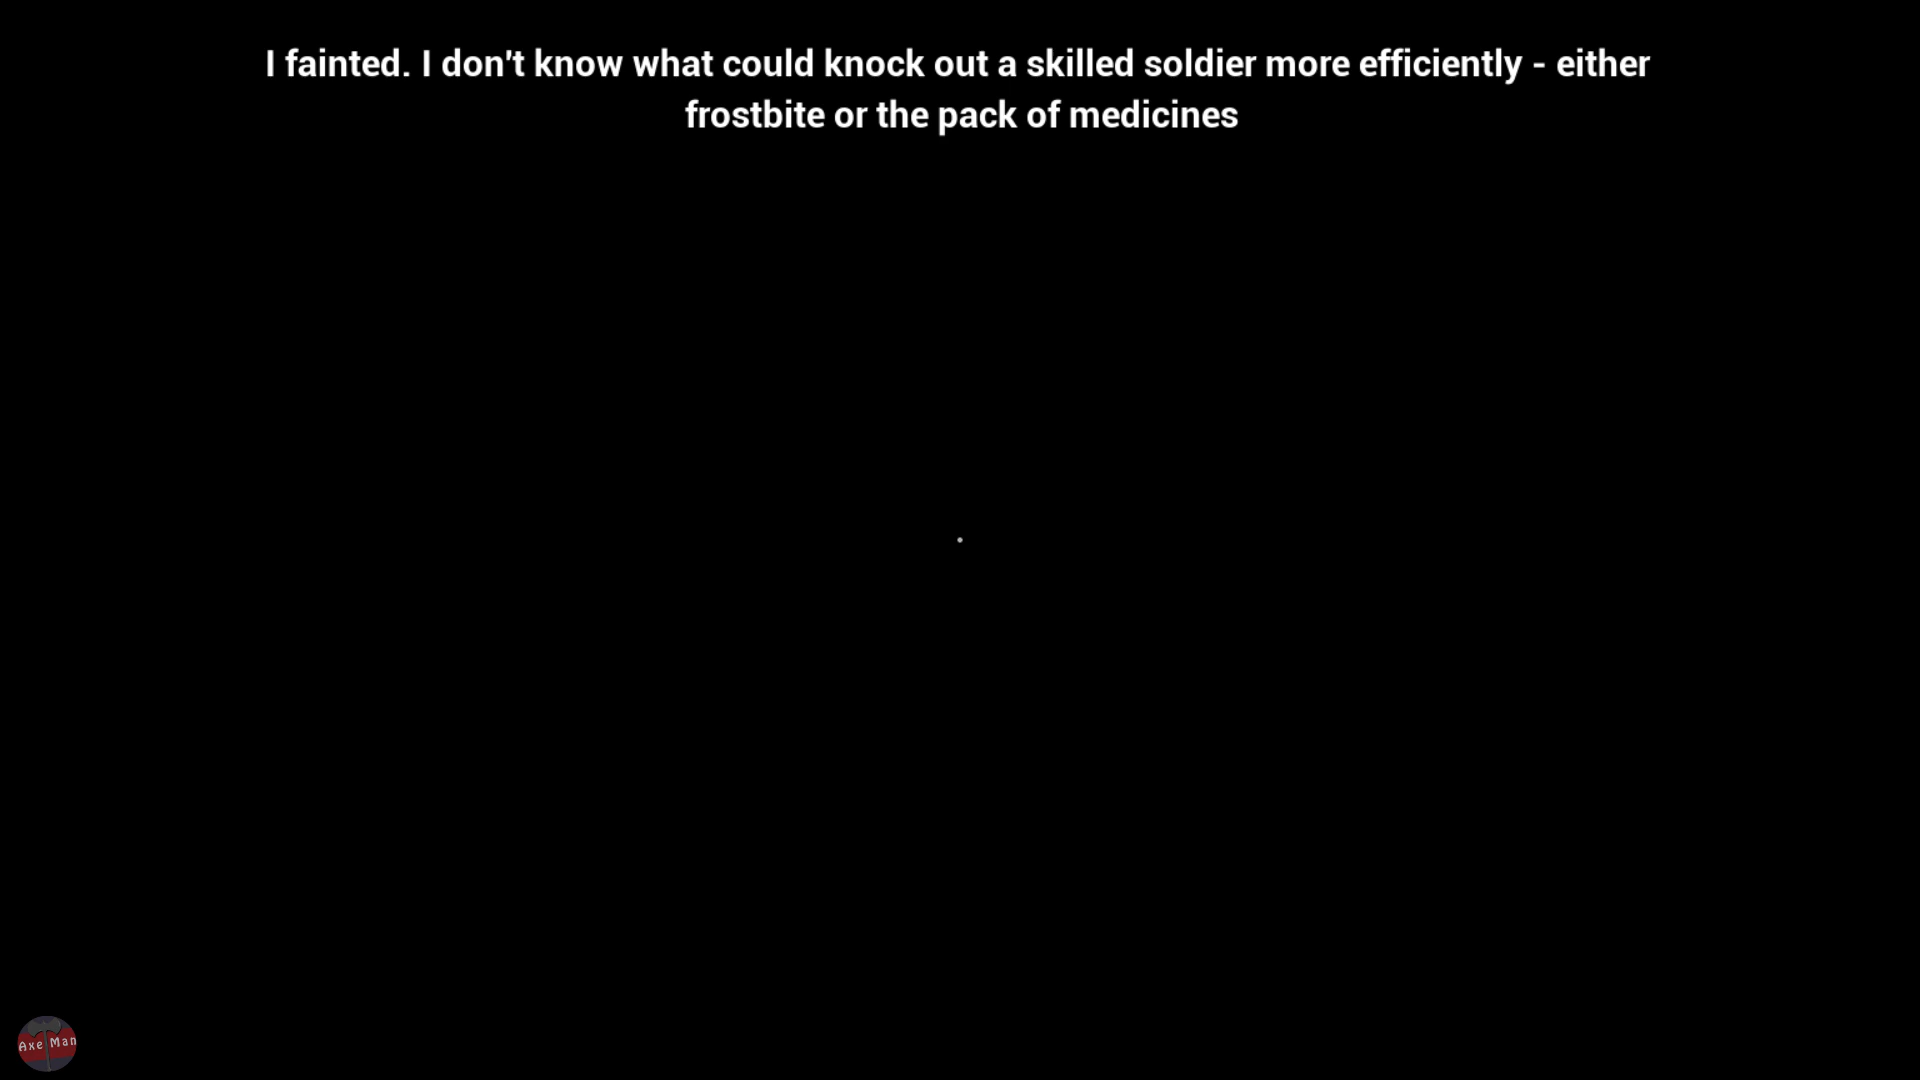 I fainted. I don't know what could knock out a skilled soldier more efficiently - either
frostbite or the pack of medicines
Axe Man